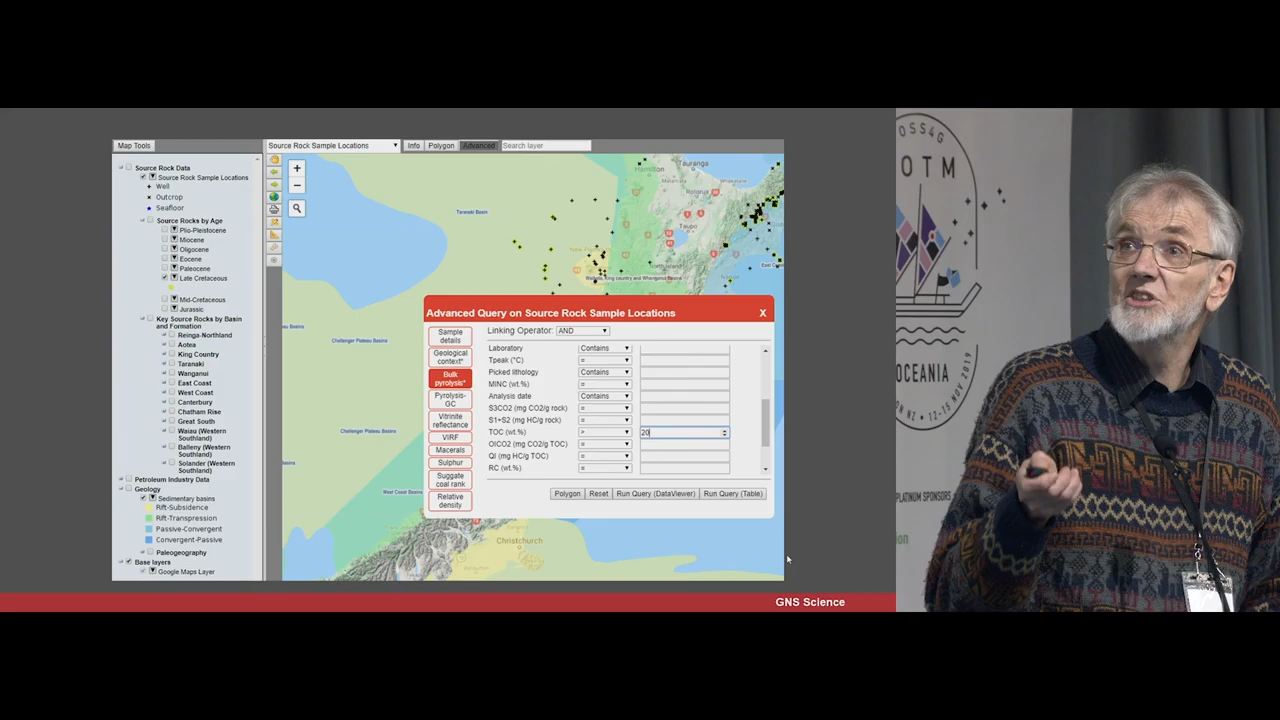 Map Tools
Source Rock Sample Locations
Info
Polygon
Advanced
Search layer
Source Rock Data
Source Rock Sample Locations
Well
Outcrop
Seafloor
Source Rocks by Age
Plio-Pleistocene
Miocene
Oligocene
Eocene
Paleocene
Late Cretaceous
Mid-Cretaceous
Jurassic
Key Source Rocks by Basin
and Formation
Reinga-Northland
Aotea
King Country
Taranaki
Wanganui
East Coast
West Coast
Canterbury
Chatham Rise
Great South
Waiau (Western
Southland)
Balleny (Western
Southland)
Solander (Western
Southland)
Petroleum Industry Data
Geology
Sedimentary basins
Rift-Subsidence
Rift-Transpression
Passive-Convergent
Convergent-Passive
Paleogeography
Base layers
Google Maps Layer
Tauranga
Hamilton
Rotorua
Taupo
Taranaki Basin
Challenger Plateau Basins
Challenger Plateau Basins
West Coast Basins
Christchurch
Advanced Query on Source Rock Sample Locations
X
Linking Operator:
AND
Sample
details
Geological
context*
Bulk
pyrolysis*
Pyrolysis-
GC
Vitrinite
reflectance
VIRF
Macerals
Sulphur
Suggate
coal rank
Relative
density
Laboratory Contains
Tpeak (°C) =
Picked lithology Contains
MINC (wt.%) =
Analysis date Contains
S3CO2 (mg CO2/g rock) =
S1+S2 (mg HC/g rock) =
TOC (wt.%) > 20
OICO2 (mg CO2/g TOC) =
QI (mg HC/g TOC) =
RC (wt.%) =
Polygon
Reset
Run Query (DataViewer)
Run Query (Table)
GNS Science
OSS4G
OTM
OCEANIA
12-15 NOV 2019
PLATINUM SPONSORS